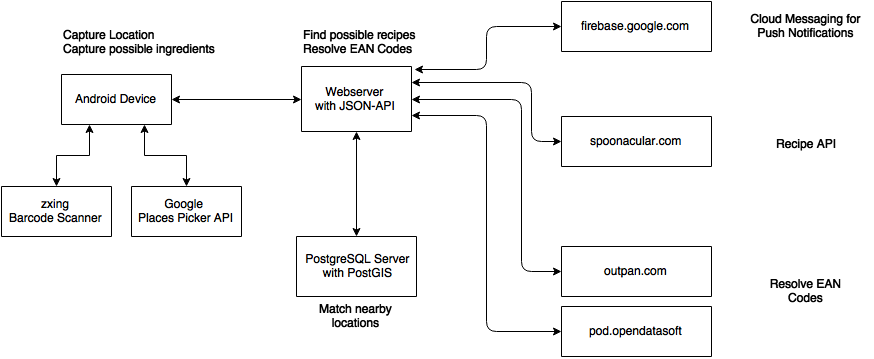 firebase.google.com
Cloud Messaging for
Push Notifications
Capture Location
Capture possible ingredients
Find possible recipes
Resolve EAN Codes
Android Device
Webserver
with JSON-API
spoonacular.com
Recipe API
zxing
Barcode Scanner
Google
Places Picker API
PostgreSQL Server
with PostGIS
Match nearby
locations
outpan.com
Resolve EAN
Codes
pod.opendatasoft